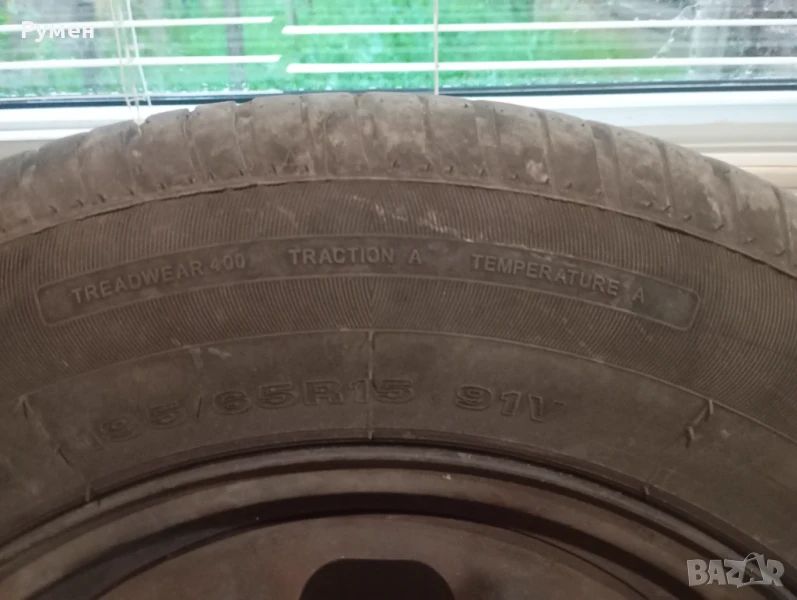 Румен
TREADWEAR 400 TRACTION A TEMPERATURE A
195/65R15 91V
BAZAR